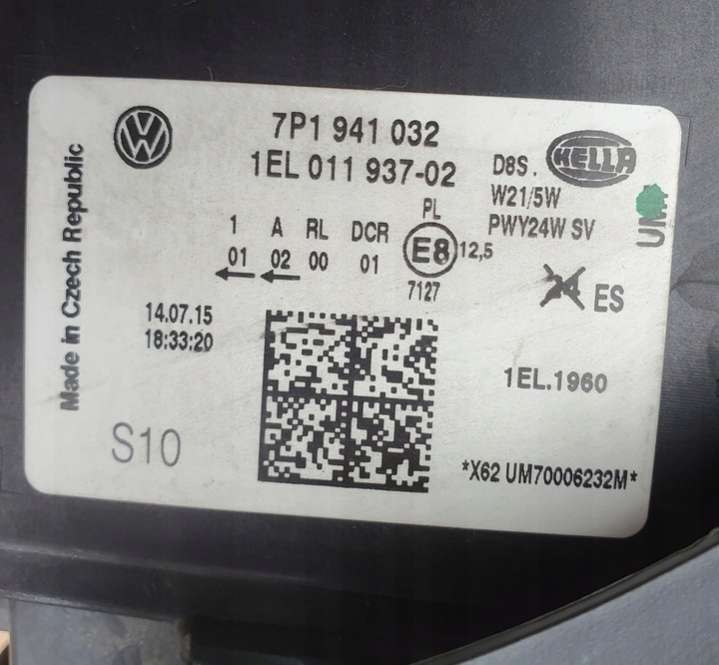 Made in Czech Republic
VW
7P1 941 032
1EL 011 937-02
D8S .
HELLA
W21/5W
PWY24W SV
UM
1 A RL DCR PL
01 02 00 01 E8 12,5
7127
24 ES
14.07.15
18:33:20
1EL.1960
S10
*X62 UM70006232M*